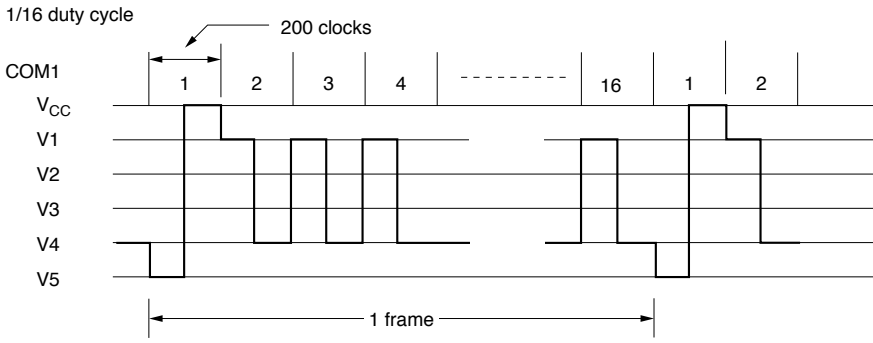 1/16 duty cycle
200 clocks
COM1
1 2 3 4 16 1 2
VCC
V1
V2
V3
V4
V5
1 frame